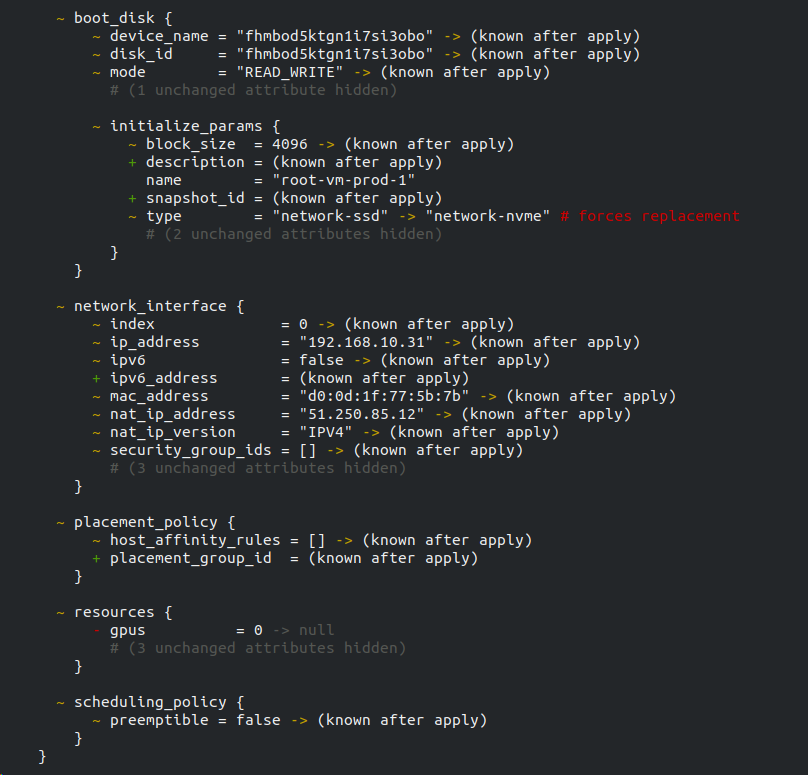 ~ boot_disk {
~ device_name = "fhmbod5ktgn1i7si3obo" -> (known after apply)
~ disk_id     = "fhmbod5ktgn1i7si3obo" -> (known after apply)
~ mode        = "READ_WRITE" -> (known after apply)
# (1 unchanged attribute hidden)
~ initialize_params {
~ block_size  = 4096 -> (known after apply)
+ description = (known after apply)
name        = "root-vm-prod-1"
+ snapshot_id = (known after apply)
~ type        = "network-ssd" -> "network-nvme" # forces replacement
# (2 unchanged attributes hidden)
}
}
~ network_interface {
~ index              = 0 -> (known after apply)
~ ip_address         = "192.168.10.31" -> (known after apply)
~ ipv6               = false -> (known after apply)
+ ipv6_address       = (known after apply)
~ mac_address        = "d0:0d:1f:77:5b:7b" -> (known after apply)
~ nat_ip_address     = "51.250.85.12" -> (known after apply)
~ nat_ip_version     = "IPV4" -> (known after apply)
~ security_group_ids = [] -> (known after apply)
# (3 unchanged attributes hidden)
}
~ placement_policy {
~ host_affinity_rules = [] -> (known after apply)
+ placement_group_id  = (known after apply)
}
~ resources {
- gpus          = 0 -> null
# (3 unchanged attributes hidden)
}
~ scheduling_policy {
~ preemptible = false -> (known after apply)
}
}